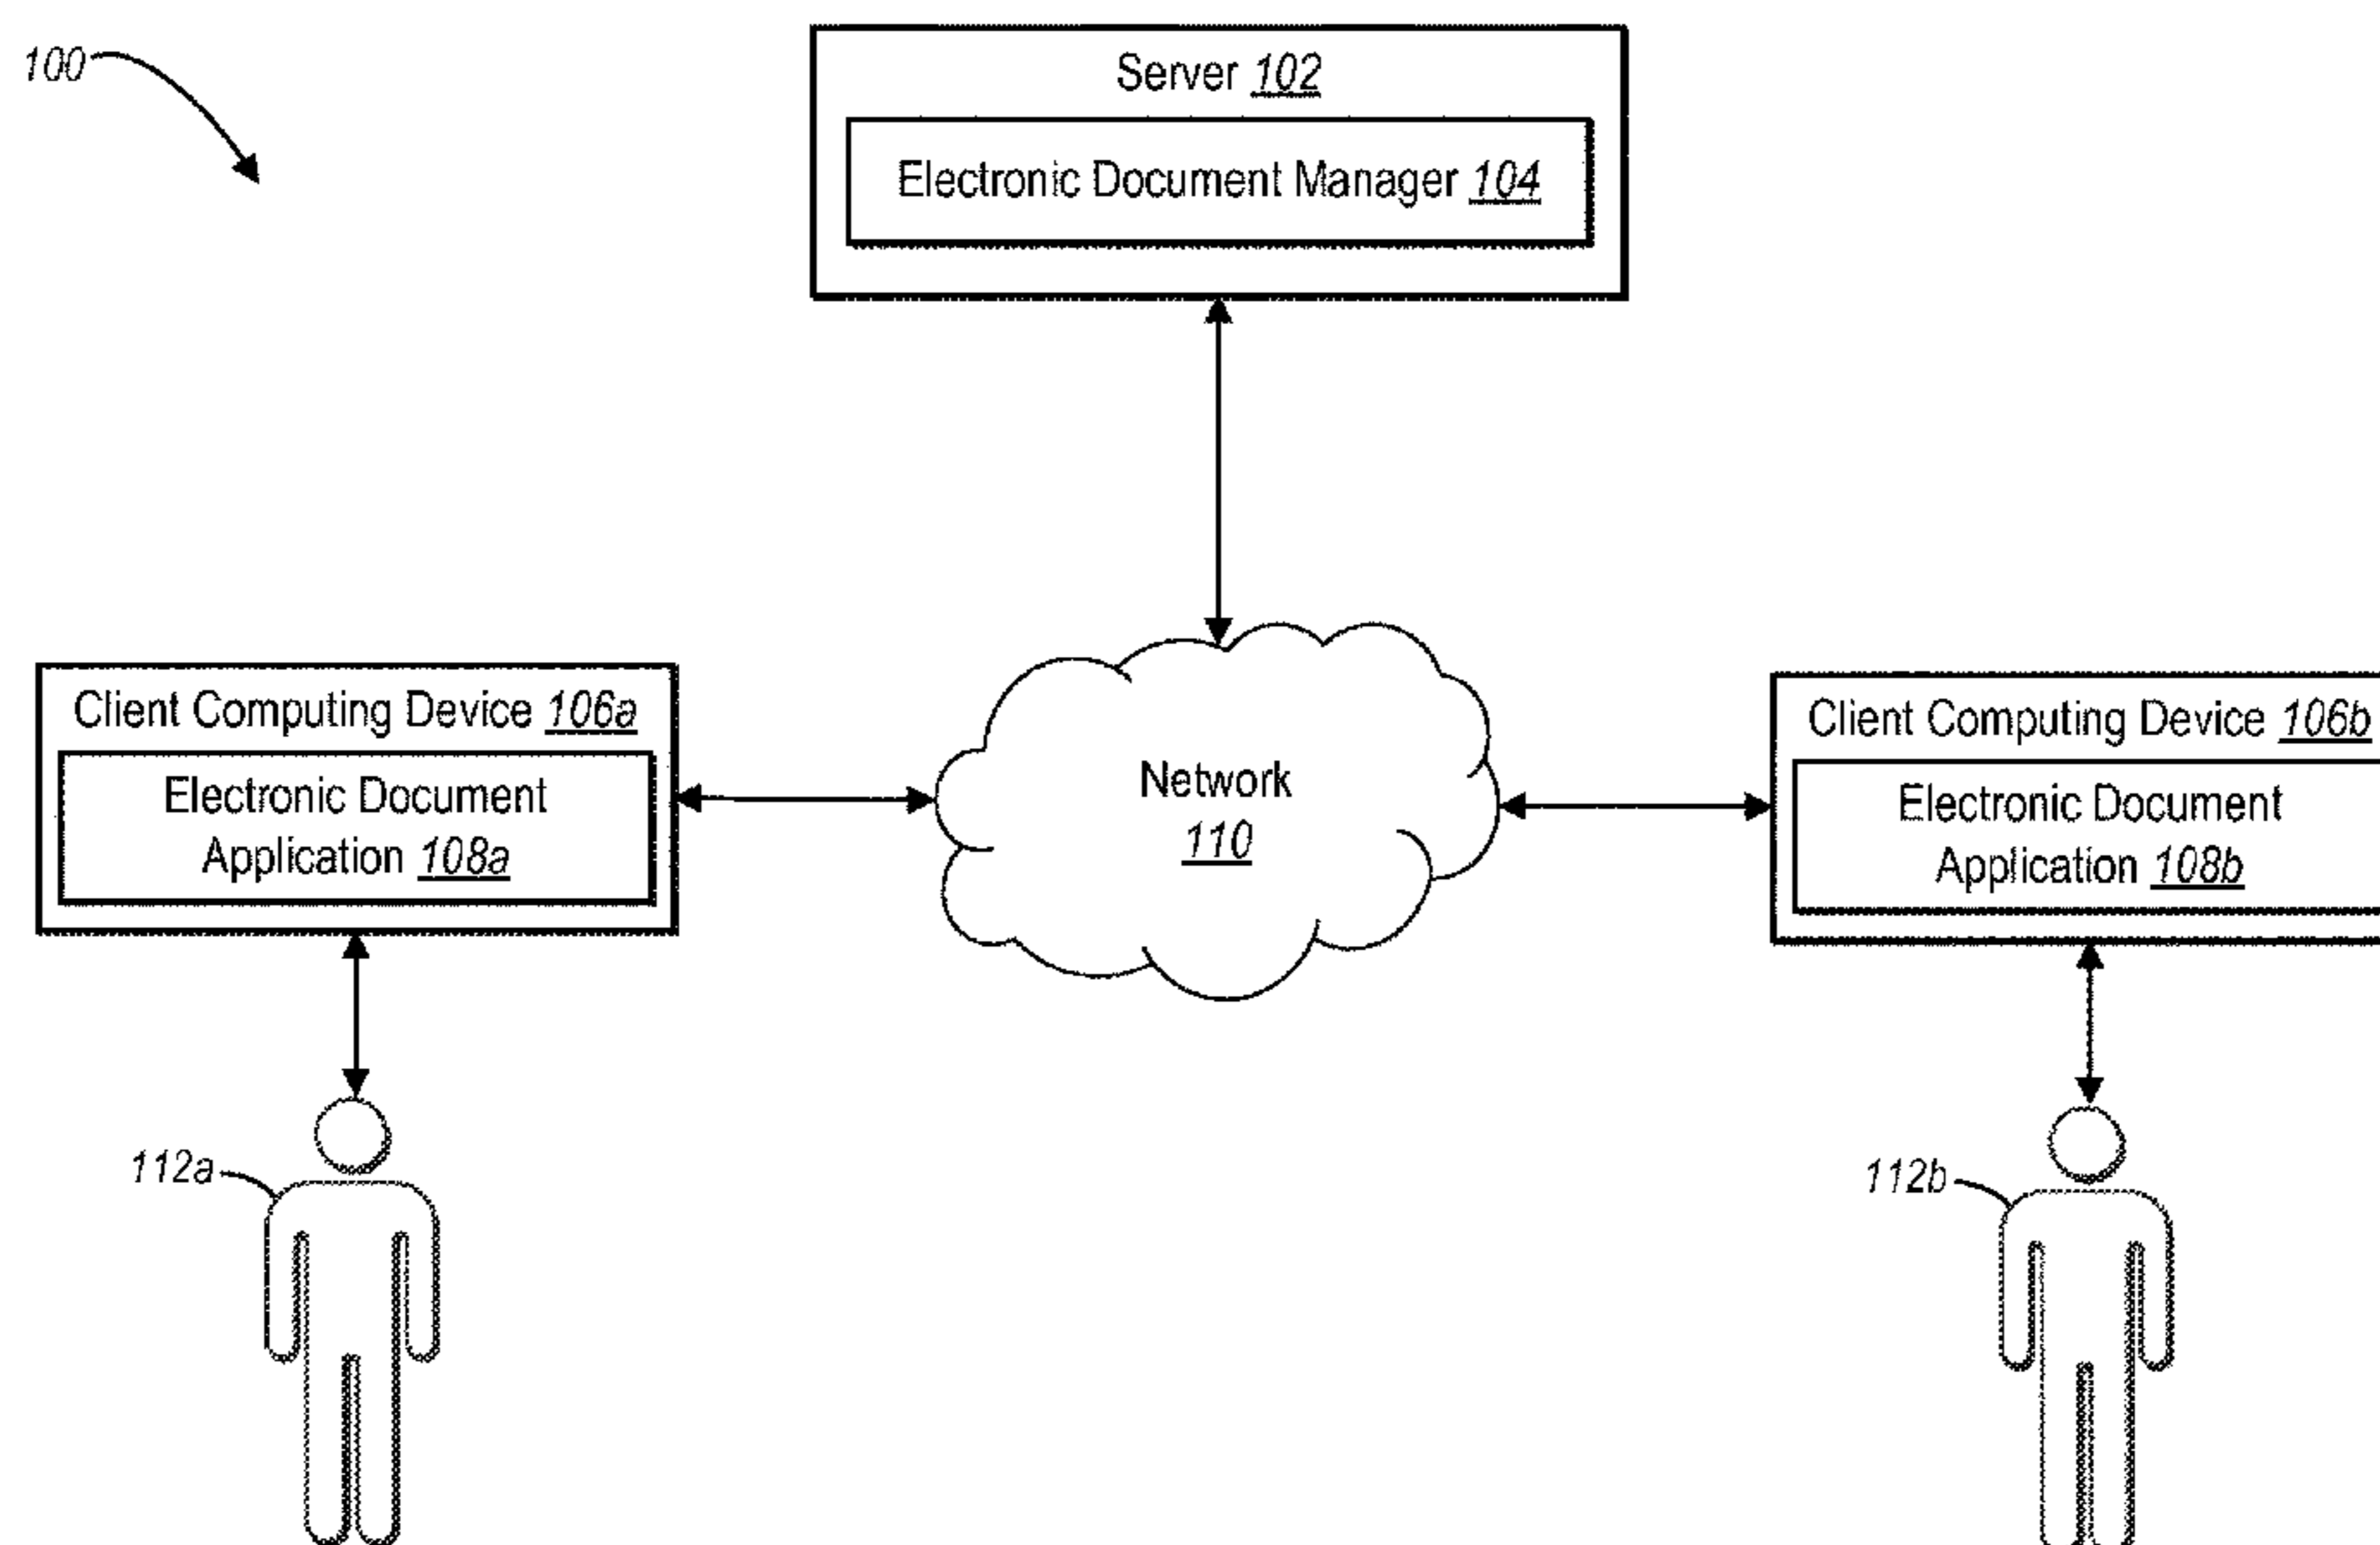 100
Server 102
Electronic Document Manager 104
Client Computing Device 106a
Electronic Document
Application 108a
Network
110
Client Computing Device 106b
Electronic Document
Application 108b
112a
112b